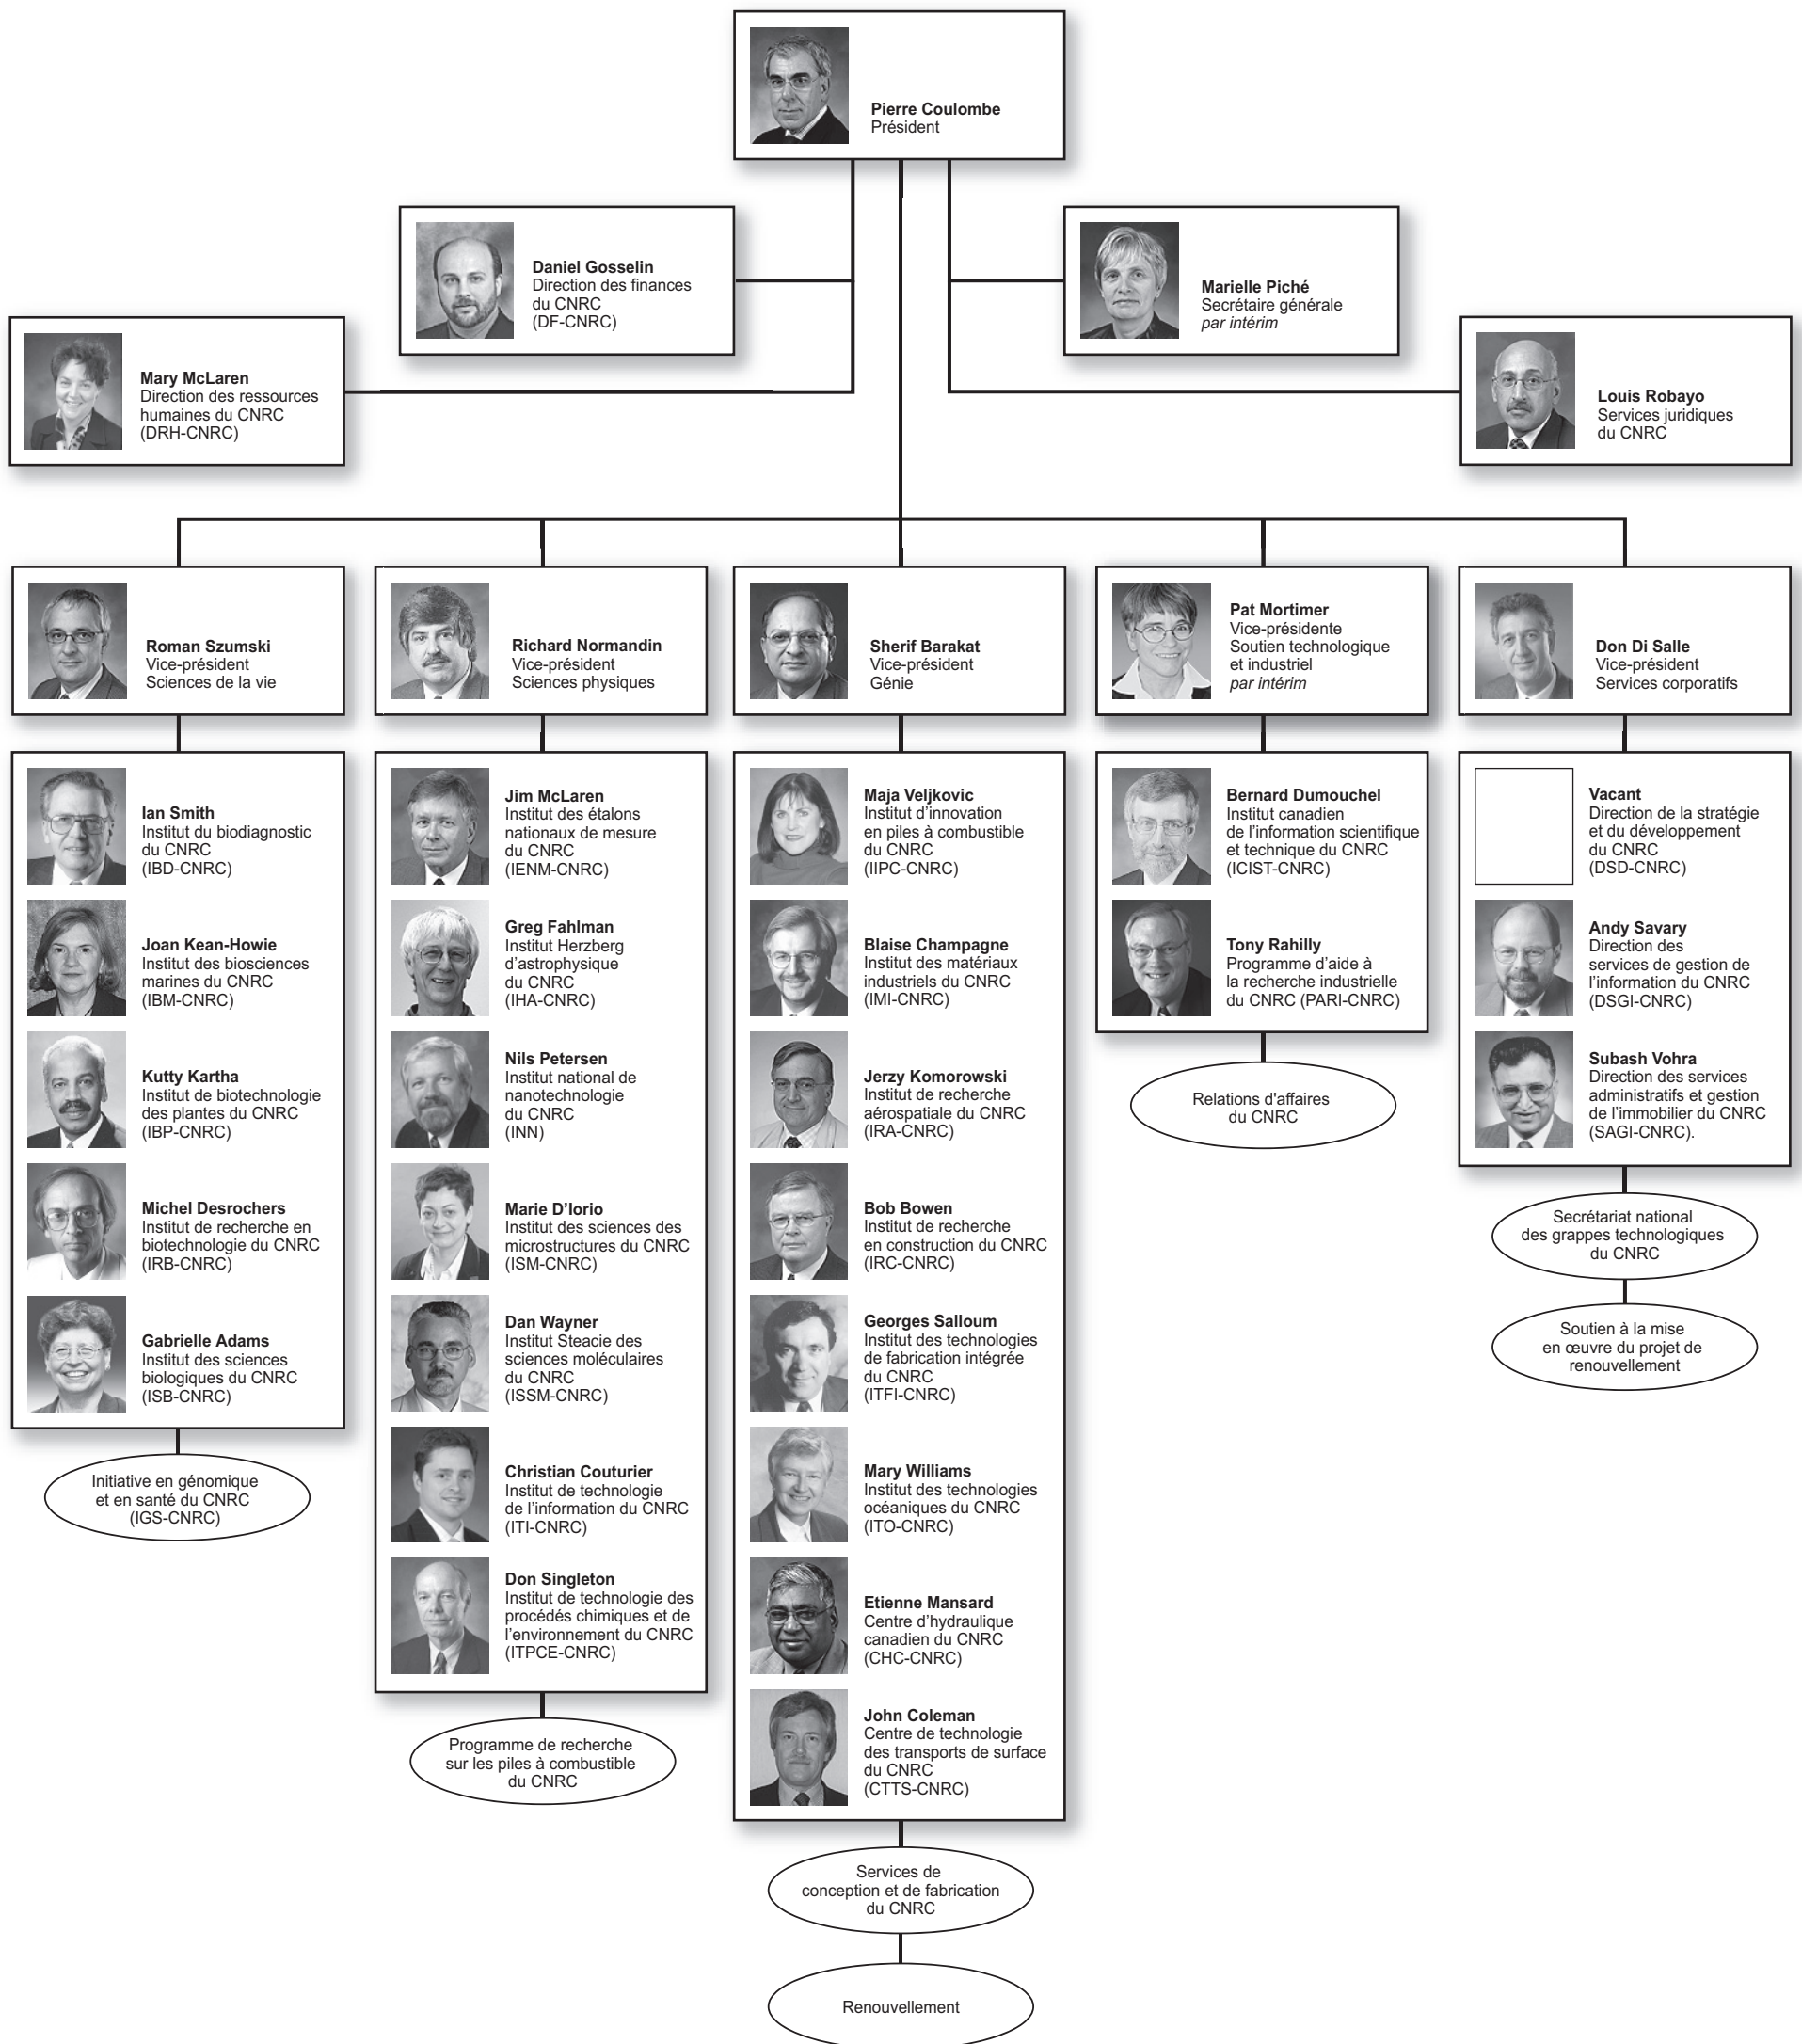 Pierre Coulombe
Président
Daniel Gosselin
Direction des finances
du CNRC
(DF-CNRC)
Marielle Piché
Secrétaire générale
par intérim
Mary McLaren
Direction des ressources
humaines du CNRC
(DRH-CNRC)
Louis Robayo
Services juridiques
du CNRC
Roman Szumski
Vice-président
Sciences de la vie
Richard Normandin
Vice-président
Sciences physiques
Sherif Barakat
Vice-président
Génie
Pat Mortimer
Vice-présidente
Soutien technologique
et industriel
par intérim
Don Di Salle
Vice-président
Services corporatifs
Ian Smith
Institut du biodiagnostic
du CNRC
(IBD-CNRC)
Joan Kean-Howie
Institut des biosciences
marines du CNRC
(IBM-CNRC)
Kutty Kartha
Institut de biotechnologie
des plantes du CNRC
(IBP-CNRC)
Michel Desrochers
Institut de recherche en
biotechnologie du CNRC
(IRB-CNRC)
Gabrielle Adams
Institut des sciences
biologiques du CNRC
(ISB-CNRC)
Initiative en génomique
et en santé du CNRC
(IGS-CNRC)
Jim McLaren
Institut des étalons
nationaux de mesure
du CNRC
(IENM-CNRC)
Greg Fahlman
Institut Herzberg
d'astrophysique
du CNRC
(IHA-CNRC)
Nils Petersen
Institut national de
nanotechnologie
du CNRC
(INN)
Marie D'Iorio
Institut des sciences des
microstructures du CNRC
(ISM-CNRC)
Dan Wayner
Institut Steacie des
sciences moléculaires
du CNRC
(ISSM-CNRC)
Christian Couturier
Institut de technologie
de l'information du CNRC
(ITI-CNRC)
Don Singleton
Institut de technologie des
procédés chimiques et de
l'environnement du CNRC
(ITPCE-CNRC)
Programme de recherche
sur les piles à combustible
du CNRC
Maja Veljkovic
Institut d'innovation
en piles à combustible
du CNRC
(IIPC-CNRC)
Blaise Champagne
Institut des matériaux
industriels du CNRC
(IMI-CNRC)
Jerzy Komorowski
Institut de recherche
aérospatiale du CNRC
(IRA-CNRC)
Bob Bowen
Institut de recherche
en construction du CNRC
(IRC-CNRC)
Georges Salloum
Institut des technologies
de fabrication intégrée
du CNRC
(ITFI-CNRC)
Mary Williams
Institut des technologies
océaniques du CNRC
(ITO-CNRC)
Etienne Mansard
Centre d'hydraulique
canadien du CNRC
(CHC-CNRC)
John Coleman
Centre de technologie
des transports de surface
du CNRC
(CTTS-CNRC)
Services de
conception et de fabrication
du CNRC
Renouvellement
Bernard Dumouchel
Institut canadien
de l'information scientifique
et technique du CNRC
(ICIST-CNRC)
Tony Rahilly
Programme d'aide à
la recherche industrielle
du CNRC (PARI-CNRC)
Relations d'affaires
du CNRC
Vacant
Direction de la stratégie
et du développement
du CNRC
(DSD-CNRC)
Andy Savary
Direction des
services de gestion de
l'information du CNRC
(DSGI-CNRC)
Subash Vohra
Direction des services
administratifs et gestion
de l'immobilier du CNRC
(SAGI-CNRC).
Secrétariat national
des grappes technologiques
du CNRC
Soutien à la mise
en œuvre du projet de
renouvellement